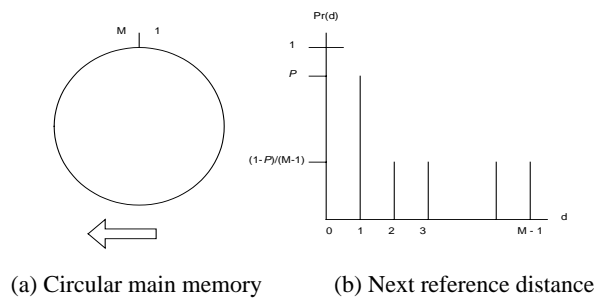 M 1
(a) Circular main memory
Pr(d)
1
P
(1-P)/(M-1)
0 1 2 3 M - 1
d
(b) Next reference distance